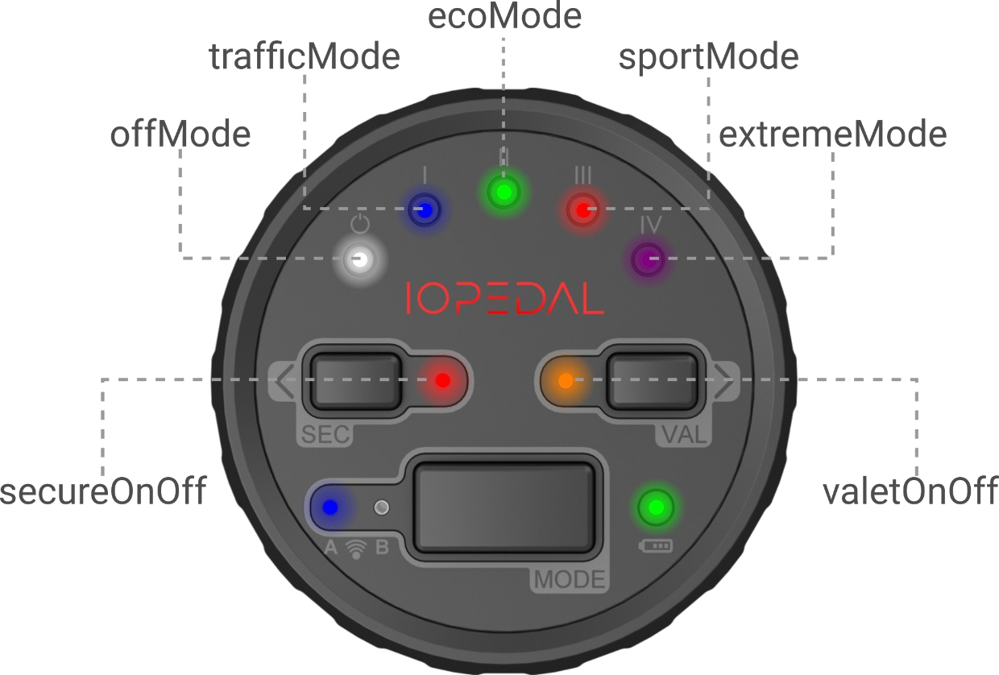 ecoMode
trafficMode
sportMode
offMode
extremeMode
I
II
III
IV
IOPEDAL
SEC
VAL
secureOnOff
valetOnOff
A
B
MODE